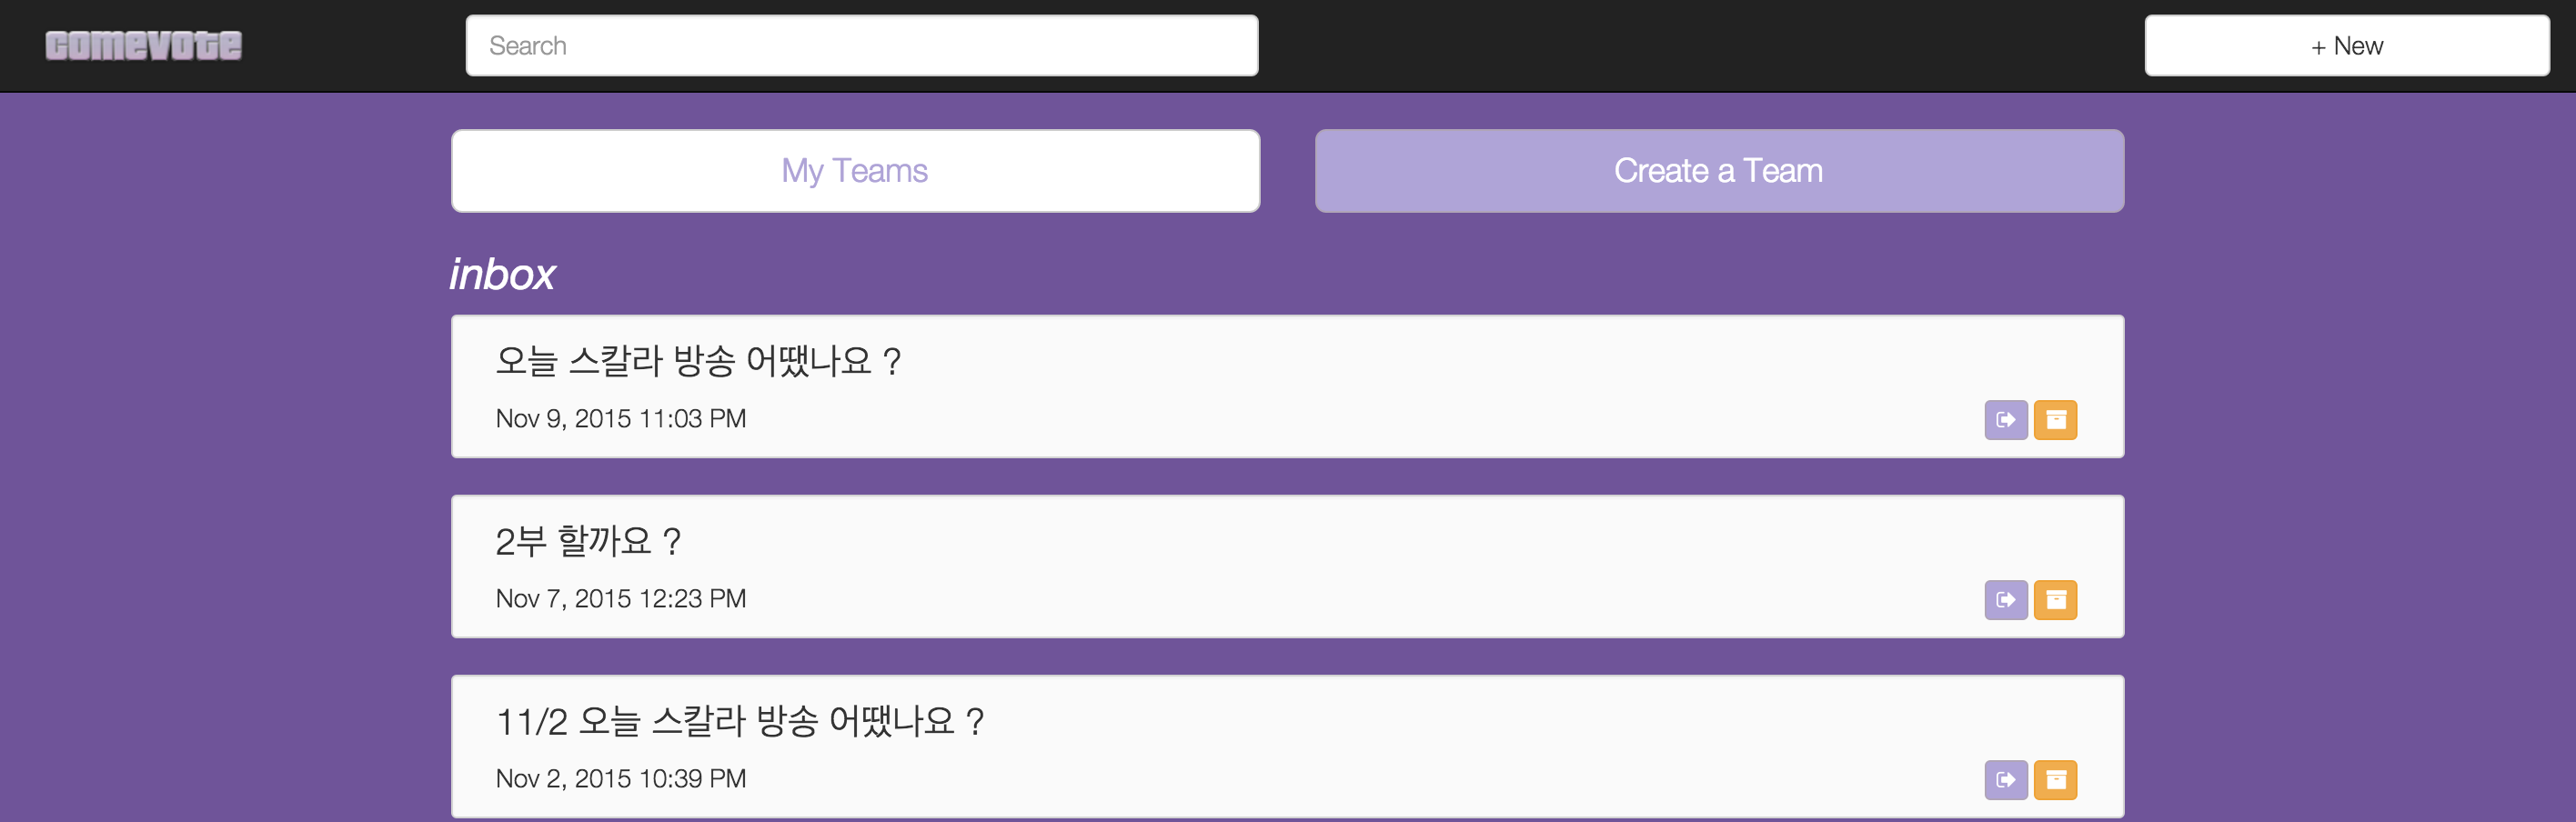 comevote
Search
+ New
My Teams
Create a Team
inbox
오늘 스칼라 방송 어땠나요 ?
Nov 9, 2015 11:03 PM
2부 할까요 ?
Nov 7, 2015 12:23 PM
11/2 오늘 스칼라 방송 어땠나요 ?
Nov 2, 2015 10:39 PM